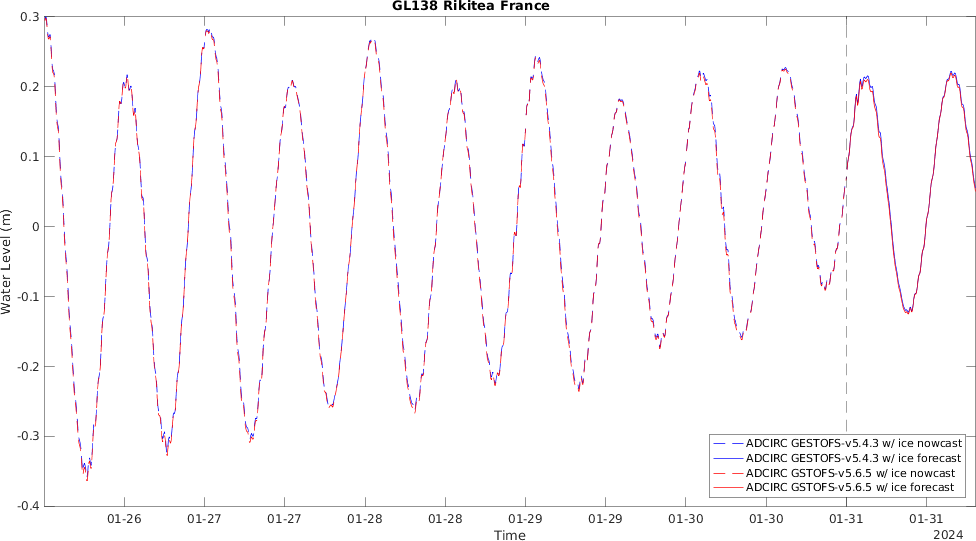 GL138 Rikitea France
0.3
0.2
0.1
0
-0.1
-0.2
-0.3
-0.4
Water Level (m)
ADCIRC GESTOFS-v5.4.3 w/ ice nowcast
ADCIRC GESTOFS-v5.4.3 w/ ice forecast
ADCIRC GSTOFS-v5.6.5 w/ ice nowcast
ADCIRC GSTOFS-v5.6.5 w/ ice forecast
01-26 01-27 01-27 01-28 01-28 01-29 01-29 01-30 01-30 01-31 01-31
Time
2024